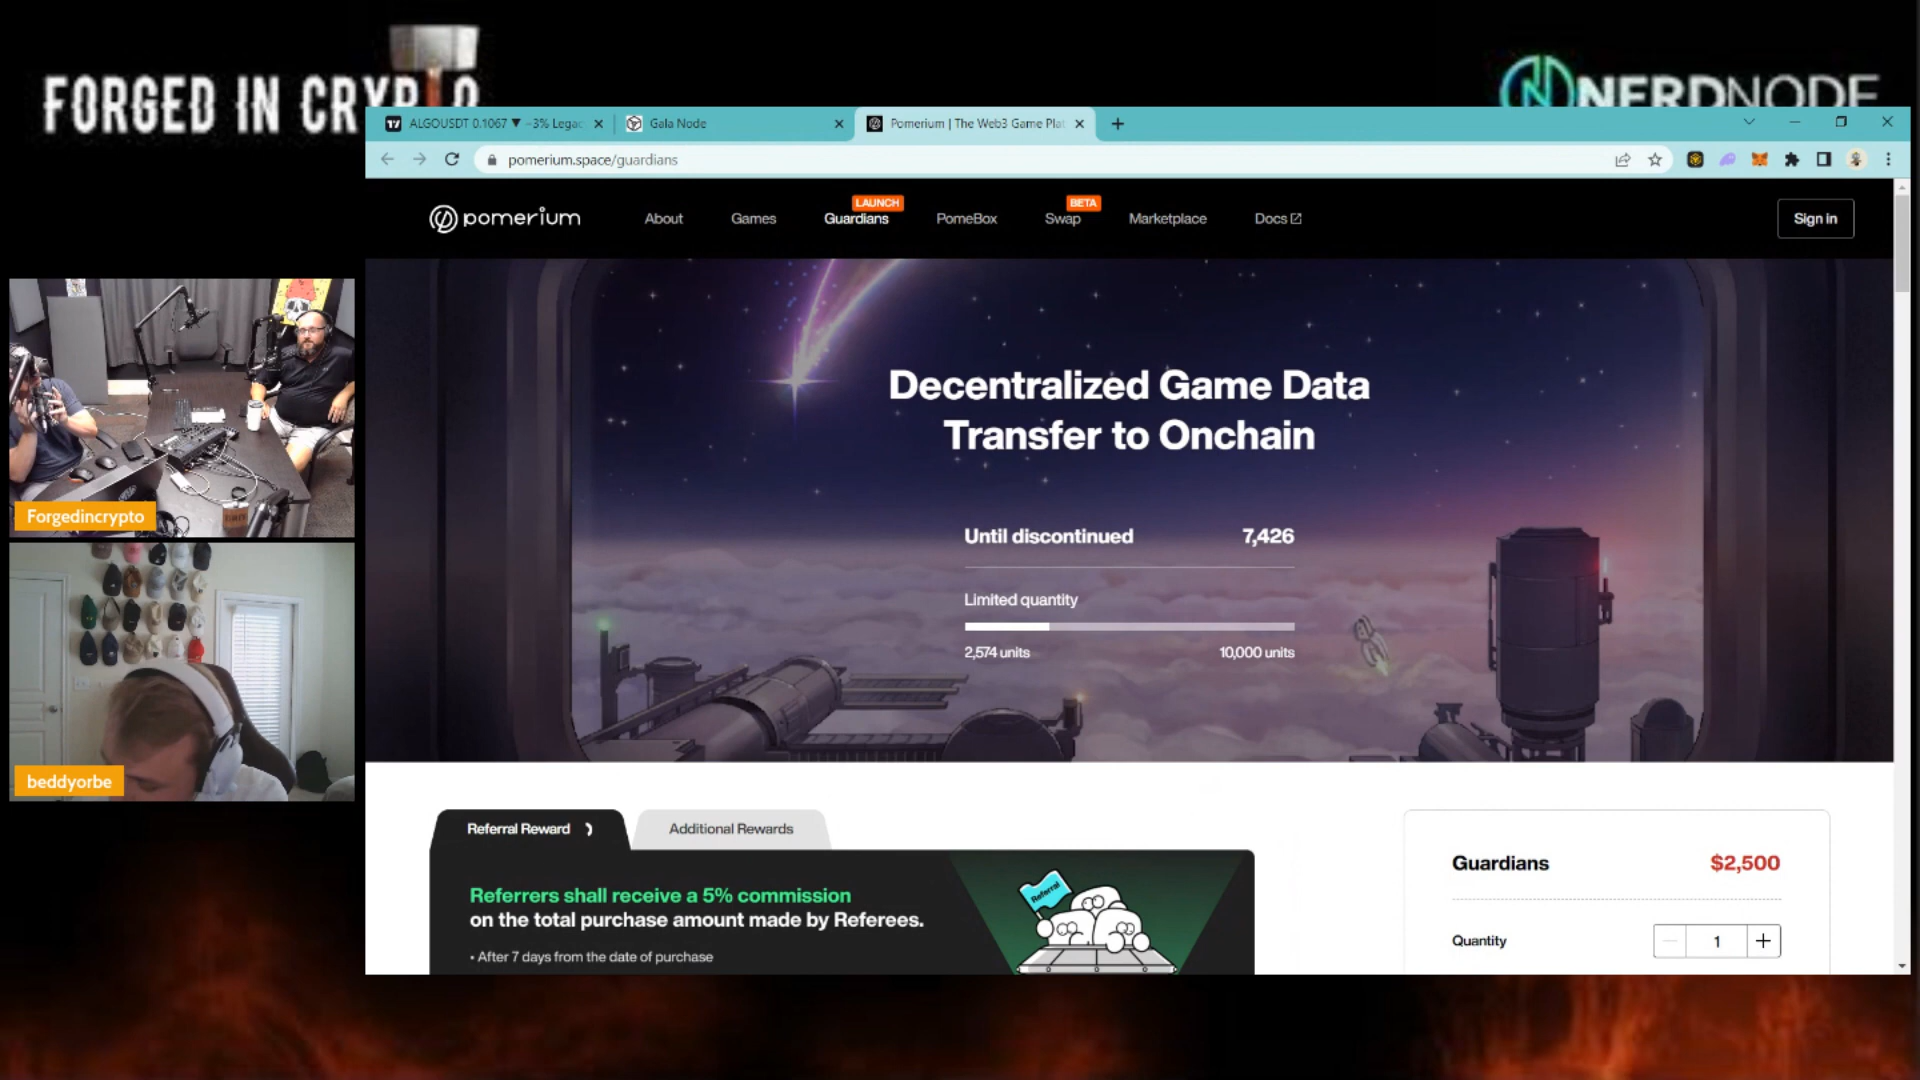 FORGED IN CRYPTO
NERDNODE
ALGOUSDT 0.1067 ▼ −3% Legac
Gala Node
Pomerium | The Web3 Game Plat
pomerium.space/guardians
pomerium
About
Games
LAUNCH
Guardians
PomeBox
BETA
Swap
Marketplace
Docs
Sign in
Decentralized Game Data
Transfer to Onchain
Until discontinued 7,426
Limited quantity
2,574 units 10,000 units
Forgedincrypto
beddyorbe
Referral Reward
Additional Rewards
Referrers shall receive a 5% commission
on the total purchase amount made by Referees.
• After 7 days from the date of purchase
Referral
Guardians $2,500
Quantity 1